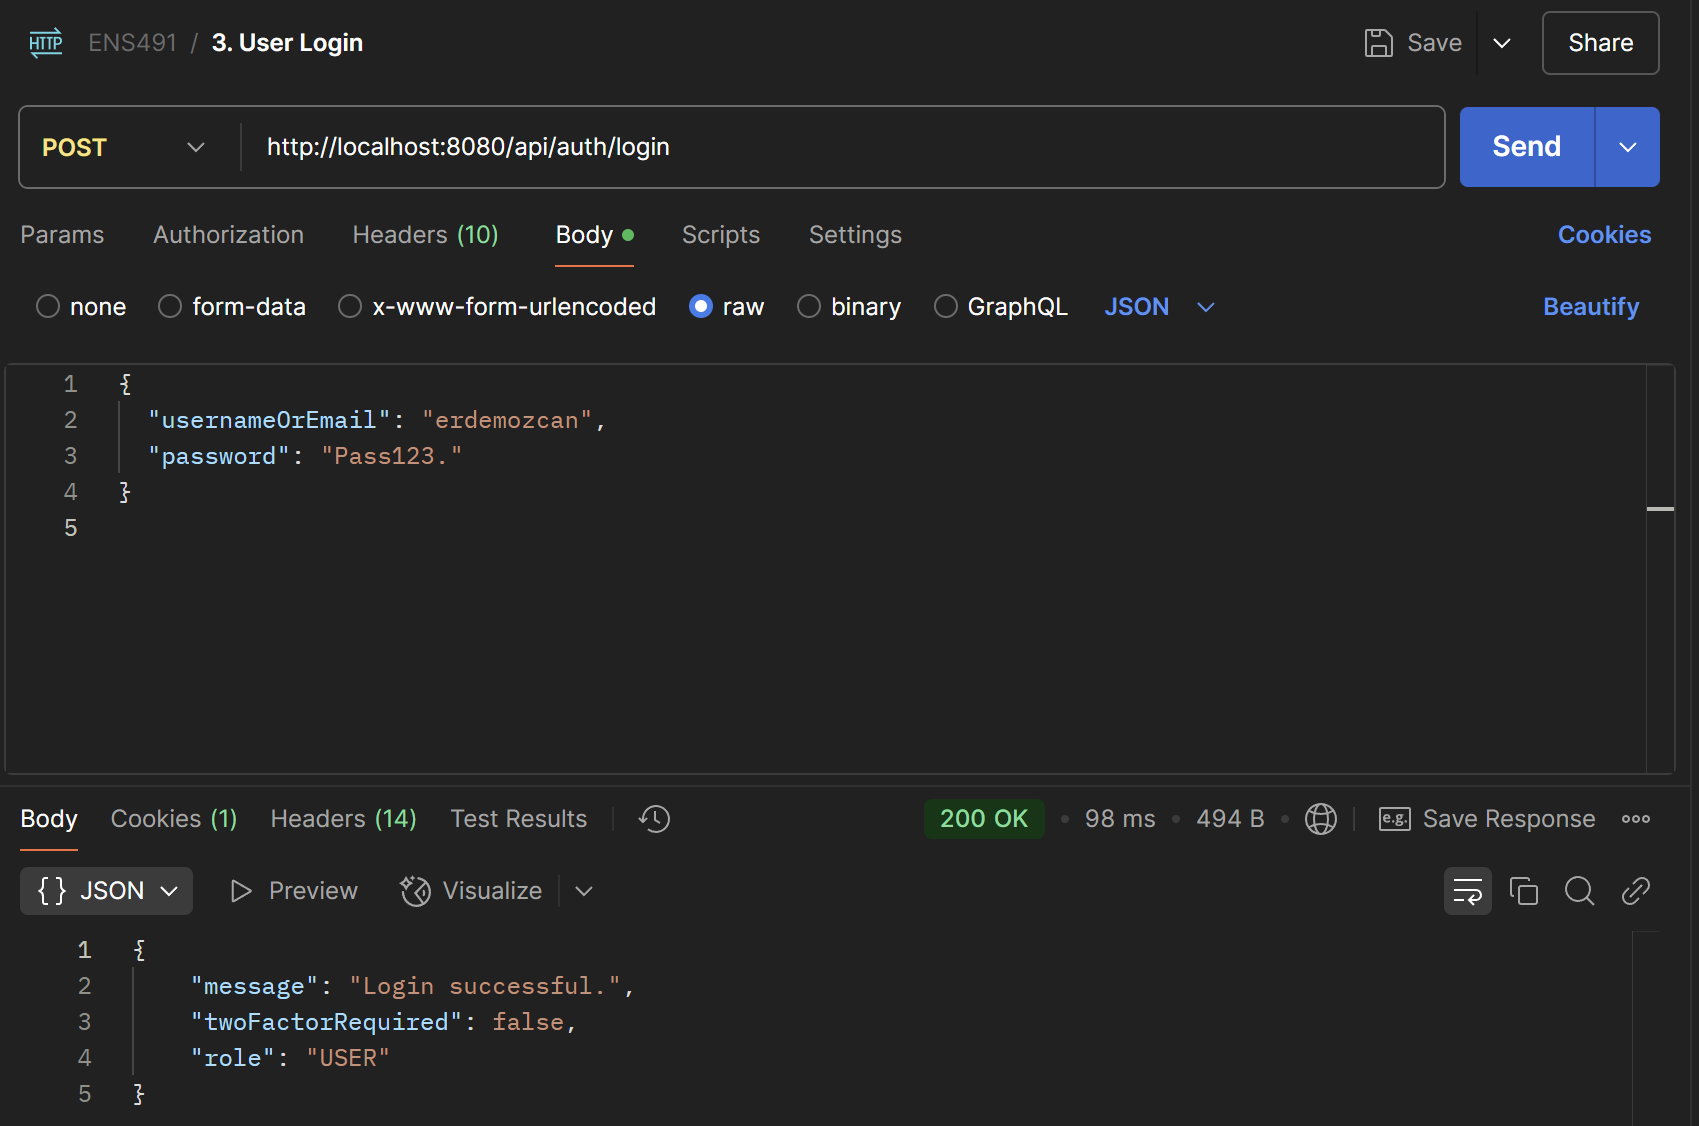 HTTP ENS491 / 3. User Login Save Share
POST http://localhost:8080/api/auth/login Send
Params Authorization Headers (10) Body Scripts Settings Cookies
none form-data x-www-form-urlencoded raw binary GraphQL JSON Beautify
1 {
2 "usernameOrEmail": "erdemozcan",
3 "password": "Pass123."
4 }
5
Body Cookies (1) Headers (14) Test Results 200 OK • 98 ms • 494 B • e.g. Save Response
{} JSON Preview Visualize
1 {
2 "message": "Login successful.",
3 "twoFactorRequired": false,
4 "role": "USER"
5 }